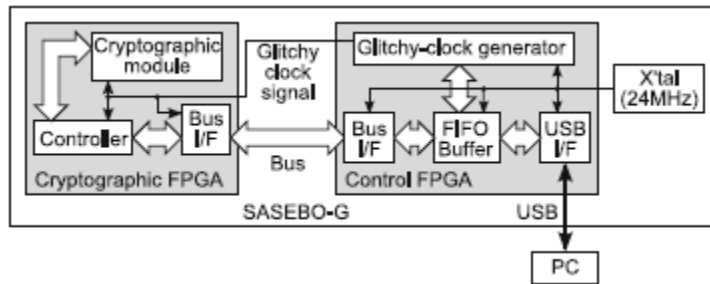 Cryptographic
module
Glitchy
clock
signal
Glitchy-clock generator
X'tal
(24MHz)
Controller
Bus
I/F
Bus
Bus
I/F
FIFO
Buffer
USB
I/F
Cryptographic FPGA
Control FPGA
SASEBO-G
USB
PC